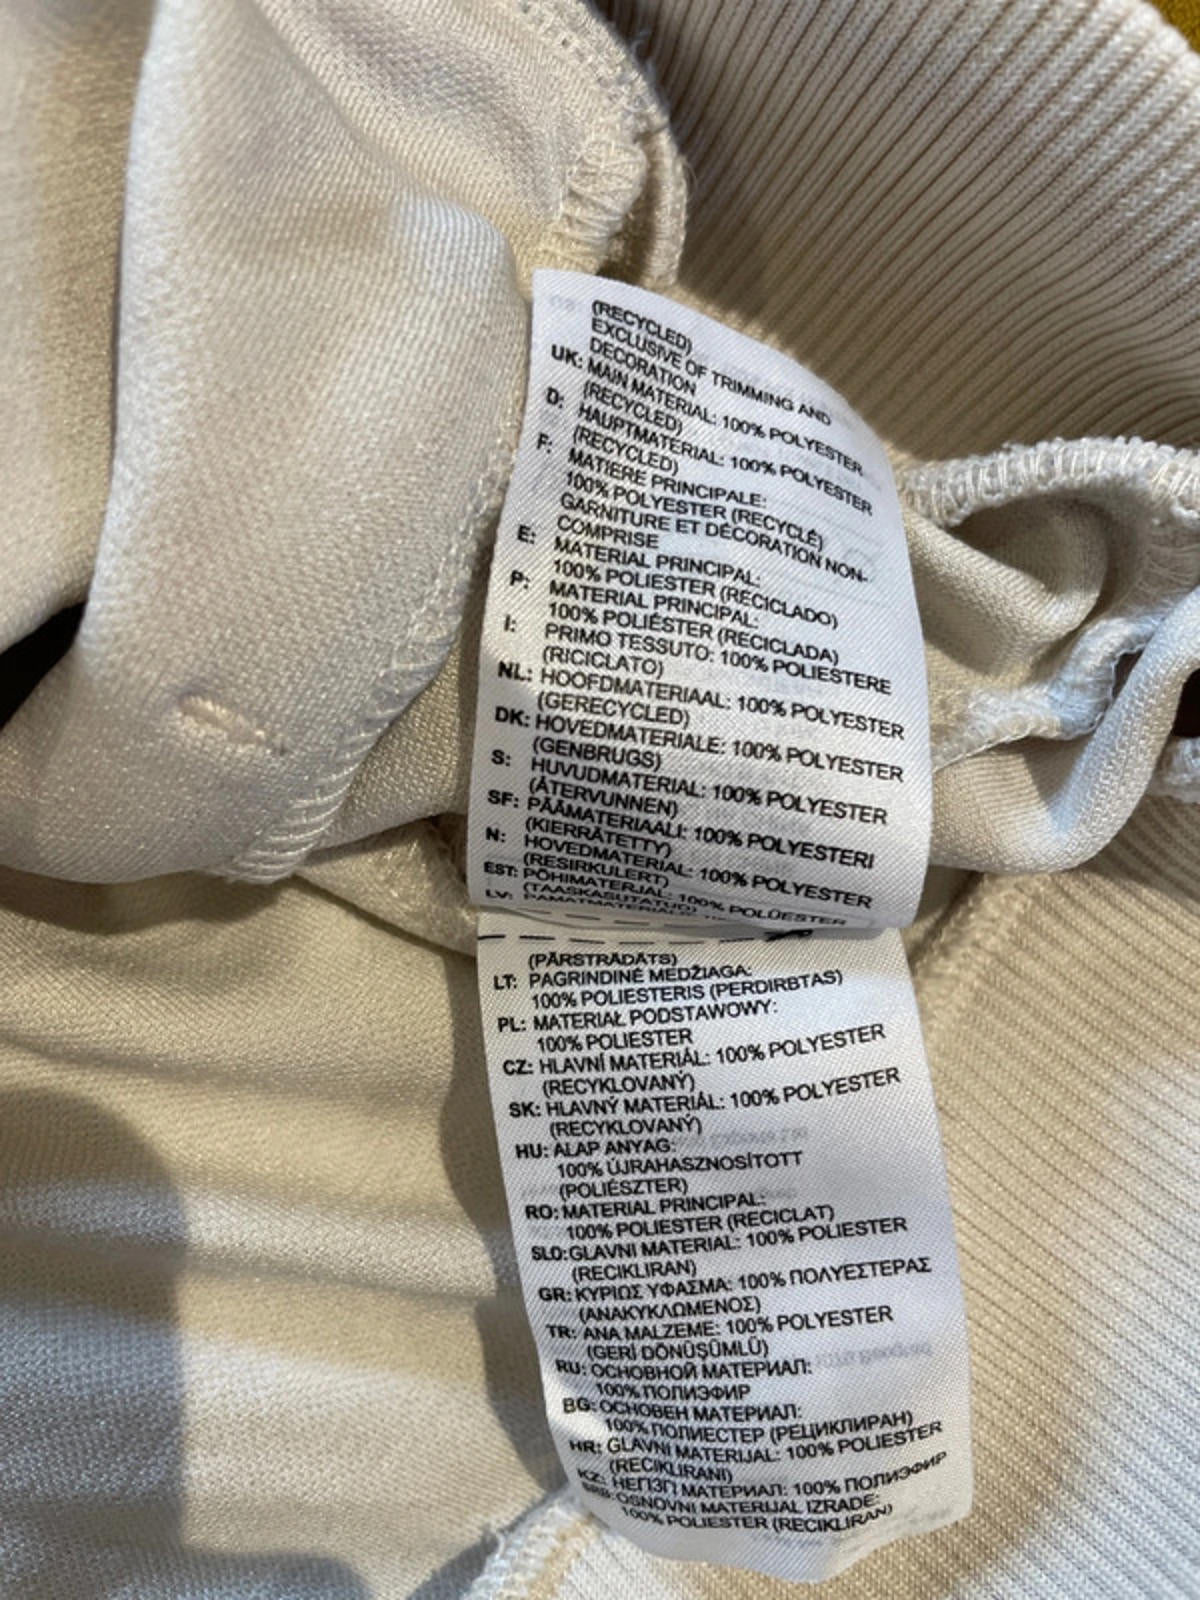 (RECYCLED)
EXCLUSIVE OF TRIMMING AND
DECORATION
UK: MAIN MATERIAL: 100% POLYESTER
(RECYCLED)
D: HAUPTMATERIAL: 100% POLYESTER
(RECYCLED)
F: MATIERE PRINCIPALE:
100% POLYESTER (RECYCLÉ)
GARNITURE ET DÉCORATION NON-
COMPRISE
E: MATERIAL PRINCIPAL:
100% POLIESTER (RECICLADO)
P: MATERIAL PRINCIPAL:
100% POLIÉSTER (RECICLADA)
I: PRIMO TESSUTO: 100% POLIESTERE
(RICICLATO)
NL: HOOFDMATERIAAL: 100% POLYESTER
(GERECYCLED)
DK: HOVEDMATERIALE: 100% POLYESTER
(GENBRUGS)
S: HUVUDMATERIAL: 100% POLYESTER
(ÅTERVUNNEN)
SF: PÄÄMATERIAALI: 100% POLYESTERI
(KIERRÄTETTY)
N: HOVEDMATERIAL: 100% POLYESTER
(RESIRKULERT)
EST: PÕHIMATERJAL: 100% POLÜESTER
(TAASKASUTATUD)
LV:
(PĀRSTRĀDĀTS)
LT: PAGRINDINĖ MEDŽIAGA:
100% POLIESTERIS (PERDIRBTAS)
PL: MATERIAŁ PODSTAWOWY:
100% POLIESTER
CZ: HLAVNÍ MATERIÁL: 100% POLYESTER
(RECYKLOVANÝ)
SK: HLAVNÝ MATERIÁL: 100% POLYESTER
(RECYKLOVANÝ)
HU: ALAP ANYAG:
100% ÚJRAHASZNOSÍTOTT
(POLIÉSZTER)
RO: MATERIAL PRINCIPAL:
100% POLIESTER (RECICLAT)
SLO: GLAVNI MATERIAL: 100% POLIESTER
(RECIKLIRAN)
GR: ΚΥΡΙΩΣ ΥΦΑΣΜΑ: 100% ΠΟΛΥΕΣΤΕΡΑΣ
(ΑΝΑΚΥΚΛΩΜΕΝΟΣ)
TR: ANA MALZEME: 100% POLYESTER
(GERİ DÖNÜŞÜMLÜ)
RU: ОСНОВНОЙ МАТЕРИАЛ:
100% ПОЛИЭФИР
BG: ОСНОВЕН МАТЕРИАЛ:
100% ПОЛИЕСТЕР (РЕЦИКЛИРАН)
HR: GLAVNI MATERIJAL: 100% POLIESTER
(RECIKLIRANI)
KZ: НЕГІЗГІ МАТЕРИАЛ: 100% ПОЛИЭФИР
SRB: OSNOVNI MATERIJAL IZRADE:
100% POLIESTER (RECIKLIRAN)